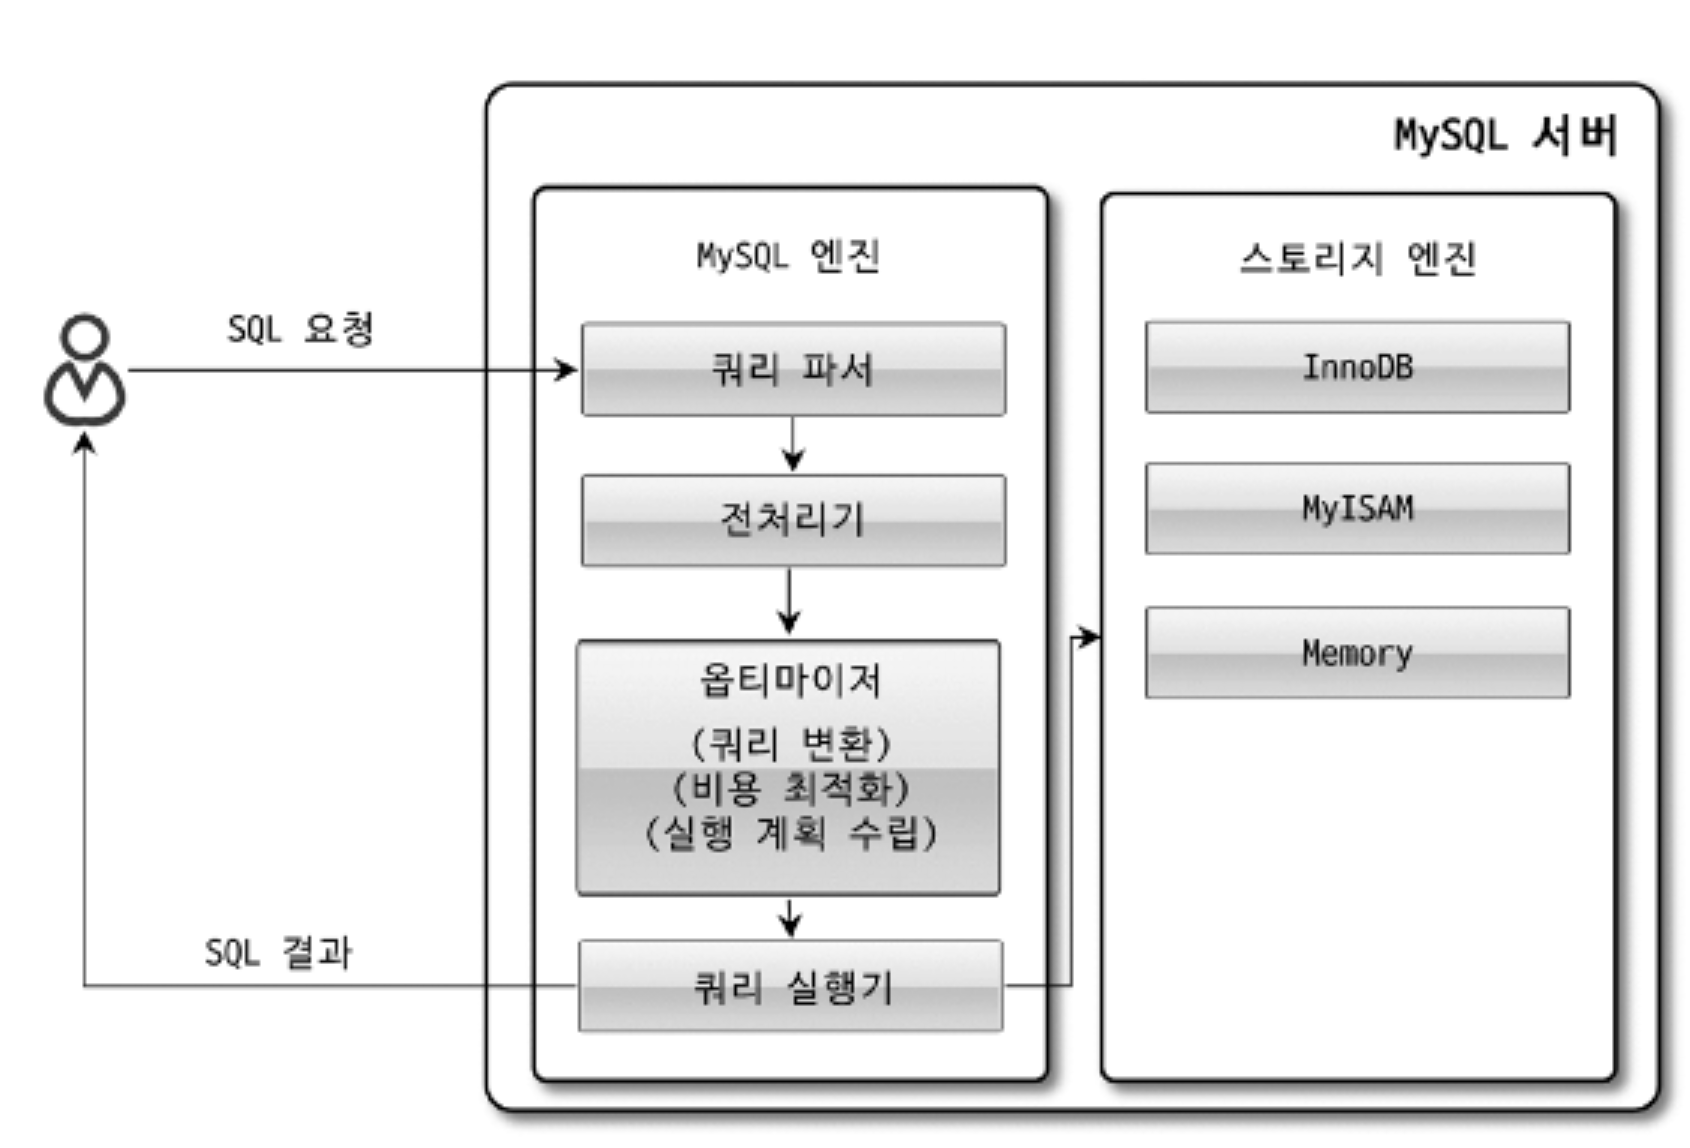 MySQL 서버
MySQL 엔진
스토리지 엔진
SQL 요청
쿼리 파서
InnoDB
전처리기
MyISAM
옵티마이저
(쿼리 변환)
(비용 최적화)
(실행 계획 수립)
Memory
SQL 결과
쿼리 실행기